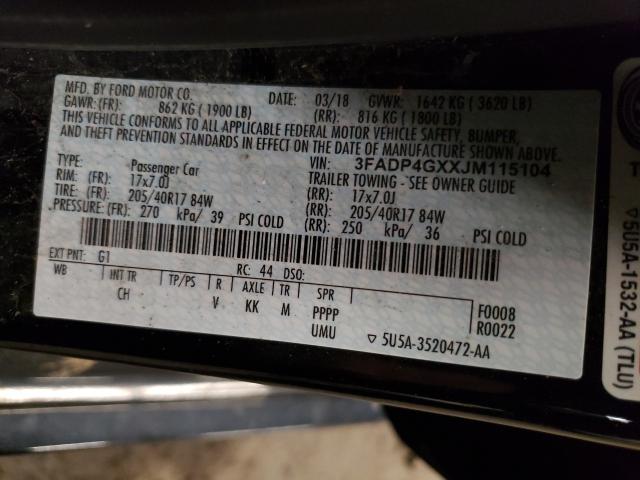 MFD. BY FORD MOTOR CO. DATE: 03/18 GVWR: 1642 KG ( 3620 LB)
GAWR: (FR): 862 KG ( 1900 LB) (RR): 816 KG ( 1800 LB)
THIS VEHICLE CONFORMS TO ALL APPLICABLE FEDERAL MOTOR VEHICLE SAFETY, BUMPER,
AND THEFT PREVENTION STANDARDS IN EFFECT ON THE DATE OF MANUFACTURE SHOWN ABOVE.
TYPE: Passenger Car VIN: 3FADP4GXXJM115104
TRAILER TOWING - SEE OWNER GUIDE
RIM: (FR) 17x7.0J (RR): 17x7.0J
TIRE: (FR) 205/40R17 84W (RR): 205/40R17 84W
PRESSURE: (FR) 270 kPa/ 39 PSI COLD (RR) 250 kPa/ 36 PSI COLD
EXT PNT: G1 RC: 44 DSO:
WB INT TR TP/PS R AXLE TR SPR
CH V KK M PPPP F0008
UMU R0022
▽ 5U5A-3520472-AA
5U5A-1532-AA (TLU)